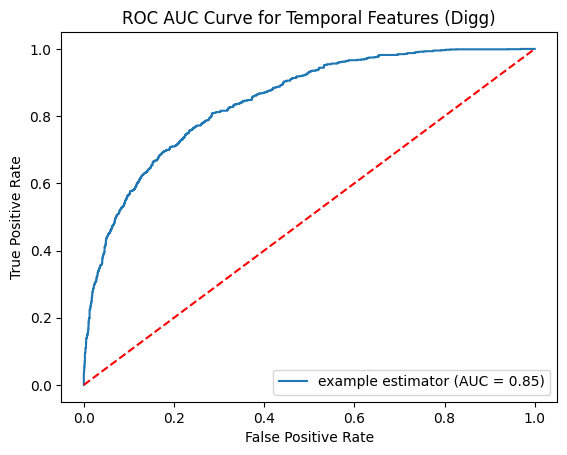 ROC AUC Curve for Temporal Features (Digg)
1.0
0.8
0.6
0.4
0.2
0.0
True Positive Rate
example estimator (AUC = 0.85)
0.0 0.2 0.4 0.6 0.8 1.0
False Positive Rate